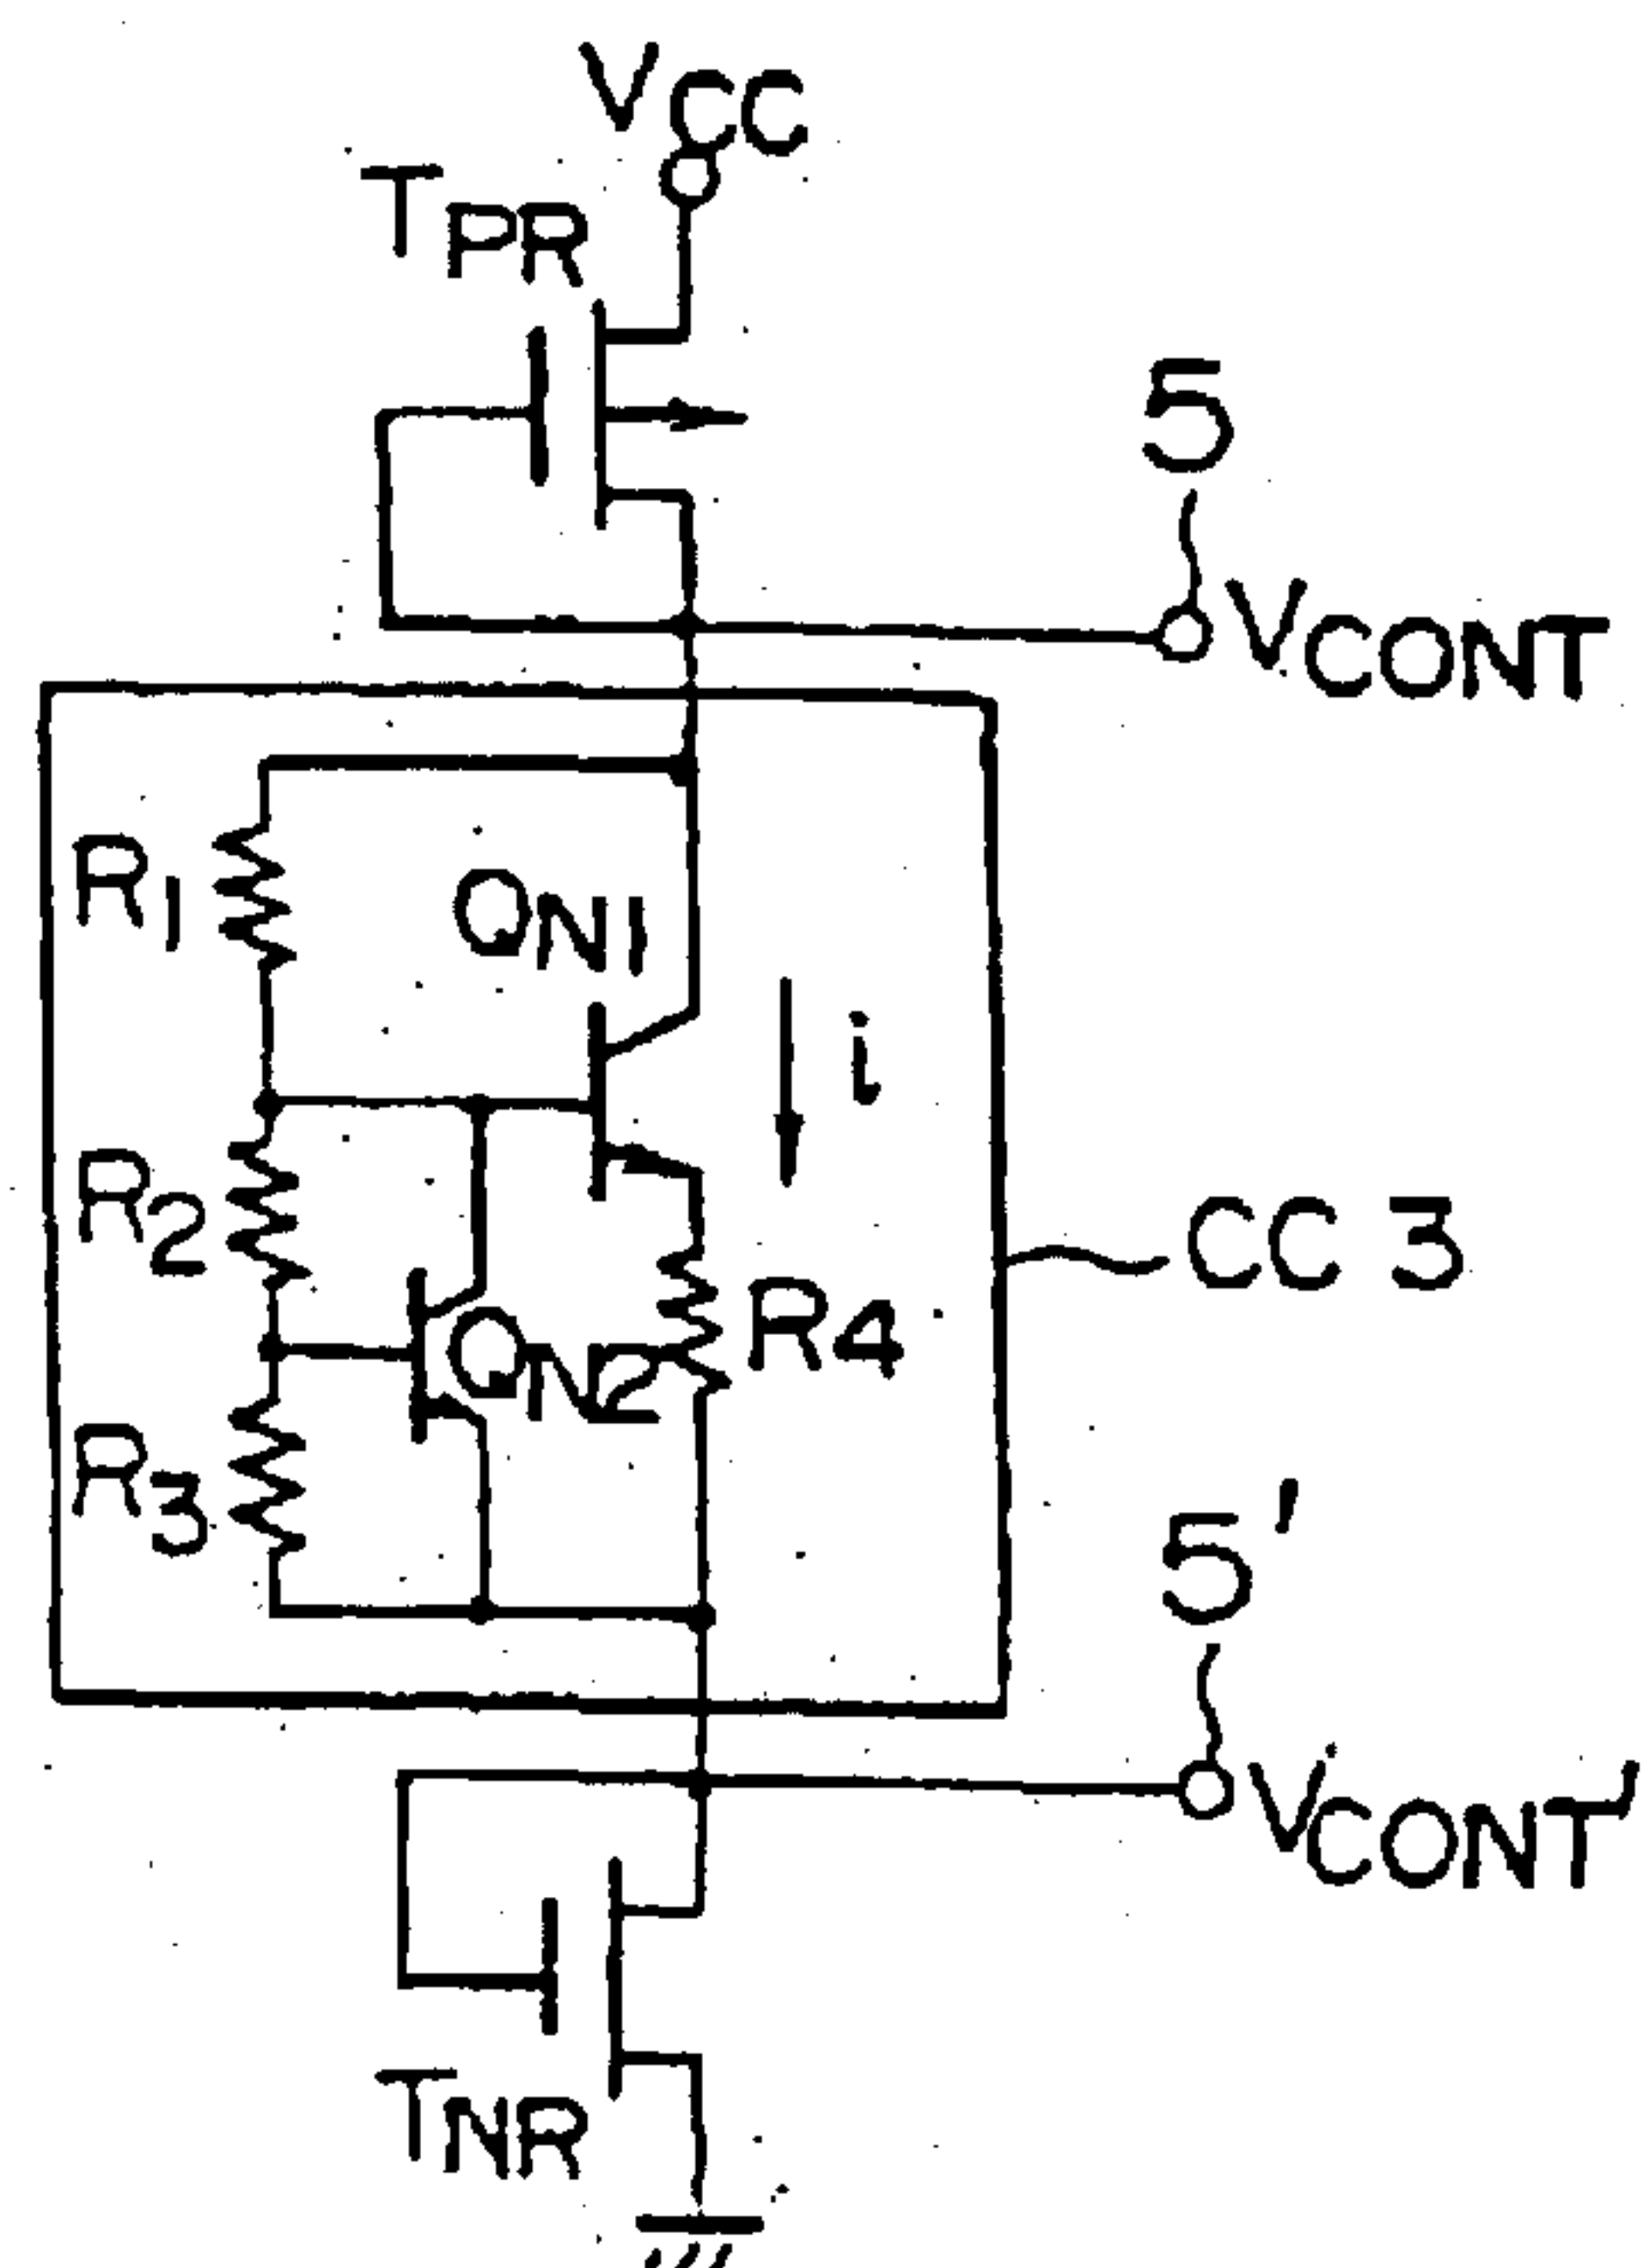 VCC
TPR
5
VCONT
R1
QN1
i
R2
CC 3
QN2
R4
R3
5'
VCONT'
TNR